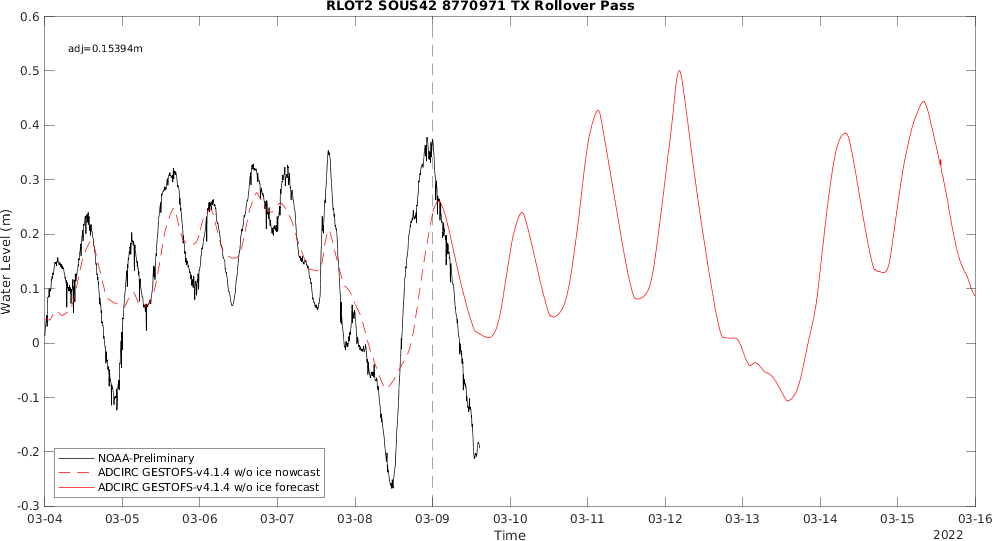 RLOT2 SOUS42 8770971 TX Rollover Pass
adj=0.15394m
0.6
0.5
0.4
0.3
0.2
0.1
0
-0.1
-0.2
-0.3
Water Level (m)
NOAA-Preliminary
ADCIRC GESTOFS-v4.1.4 w/o ice nowcast
ADCIRC GESTOFS-v4.1.4 w/o ice forecast
03-04 03-05 03-06 03-07 03-08 03-09 03-10 03-11 03-12 03-13 03-14 03-15 03-16
Time
2022